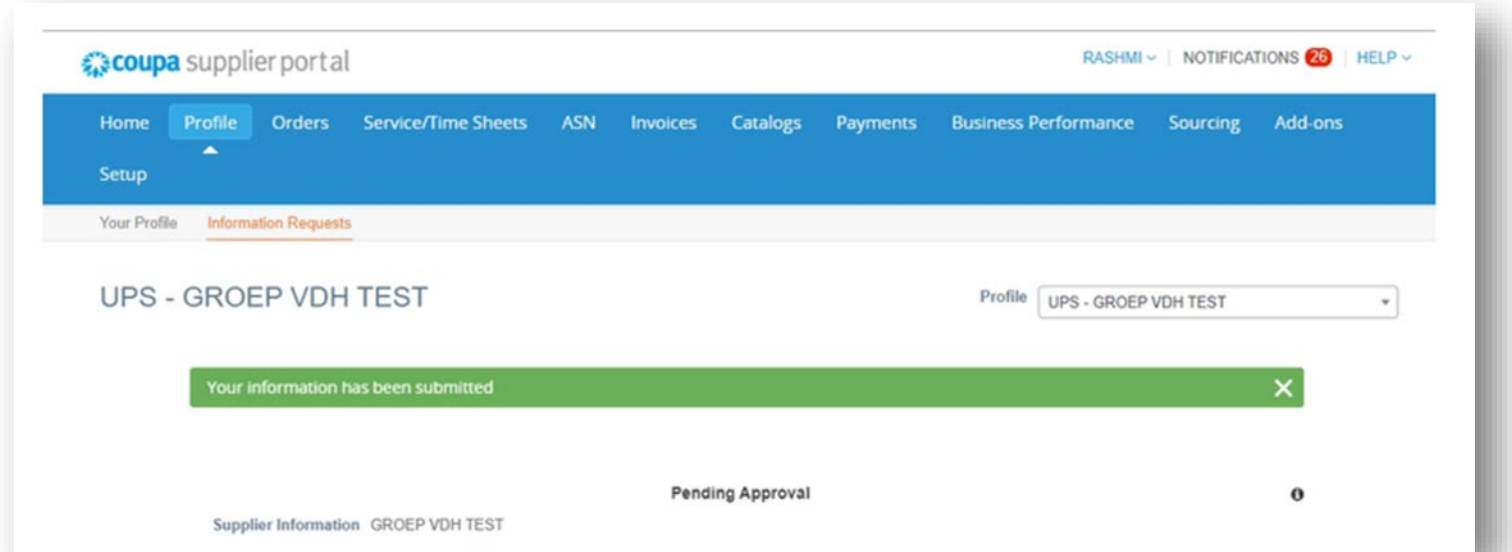 coupa supplier portal RASHMI NOTIFICATIONS 26 HELP
Home Profile Orders Service/Time Sheets ASN Invoices Catalogs Payments Business Performance Sourcing Add-ons
Setup
Your Profile Information Requests
UPS - GROEP VDH TEST Profile UPS - GROEP VDH TEST
Your information has been submitted
Pending Approval
Supplier Information GROEP VDH TEST